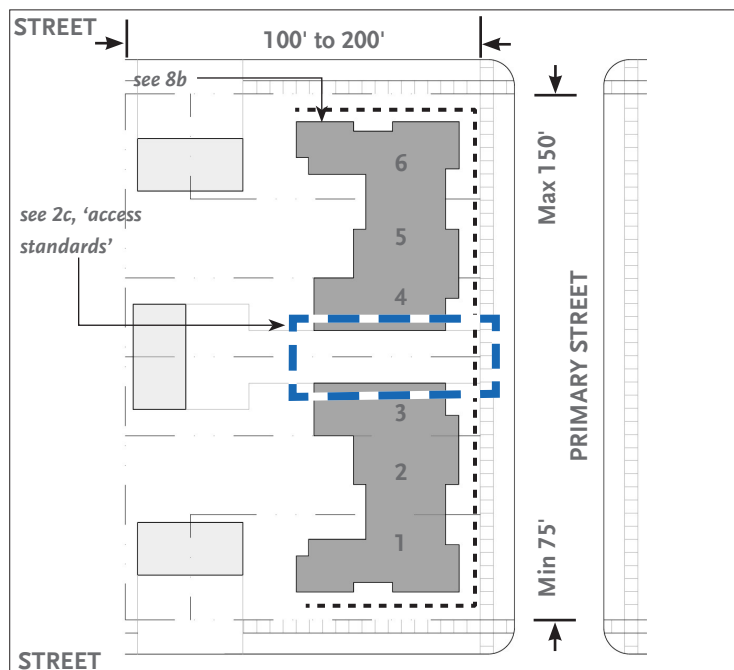 STREET
100' to 200'
see 8b
6
Max 150'
see 2c, ‘access
standards’
5
4
PRIMARY STREET
3
2
1
Min 75'
STREET